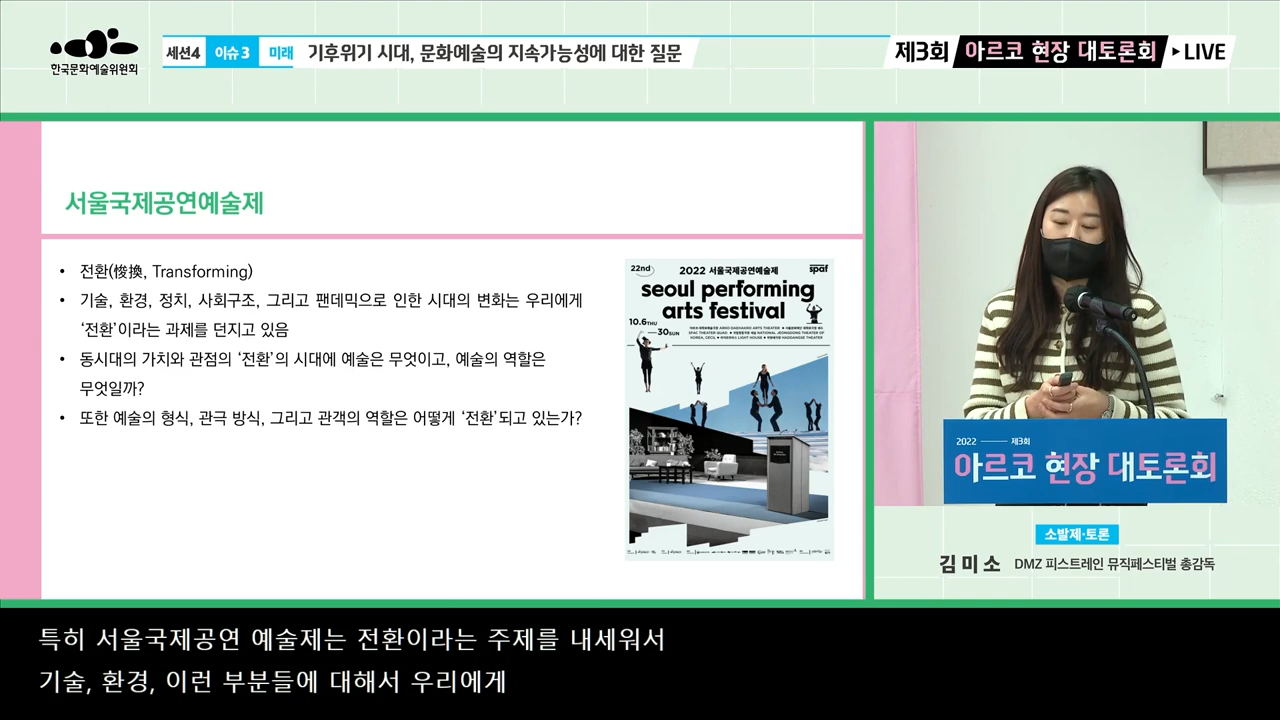 한국문화예술위원회
세션4 이슈 3 미래 기후위기 시대, 문화예술의 지속가능성에 대한 질문
제3회 아르코 현장 대토론회 LIVE
서울국제공연예술제
• 전환(悛換, Transforming)
• 기술, 환경, 정치, 사회구조, 그리고 팬데믹으로 인한 시대의 변화는 우리에게
‘전환’이라는 과제를 던지고 있음
• 동시대의 가치와 관점의 ‘전환’의 시대에 예술은 무엇이고, 예술의 역할은
무엇일까?
• 또한 예술의 형식, 관극 방식, 그리고 관객의 역할은 어떻게 ‘전환’되고 있는가?
22nd
2022 서울국제공연예술제
spaf
seoul performing
arts festival
10.6THU
—30SUN
2022 제3회
아르코 현장 대토론회
소발제·토론
김미소 DMZ 피스트레인 뮤직페스티벌 총감독
특히 서울국제공연 예술제는 전환이라는 주제를 내세워서
기술, 환경, 이런 부분들에 대해서 우리에게